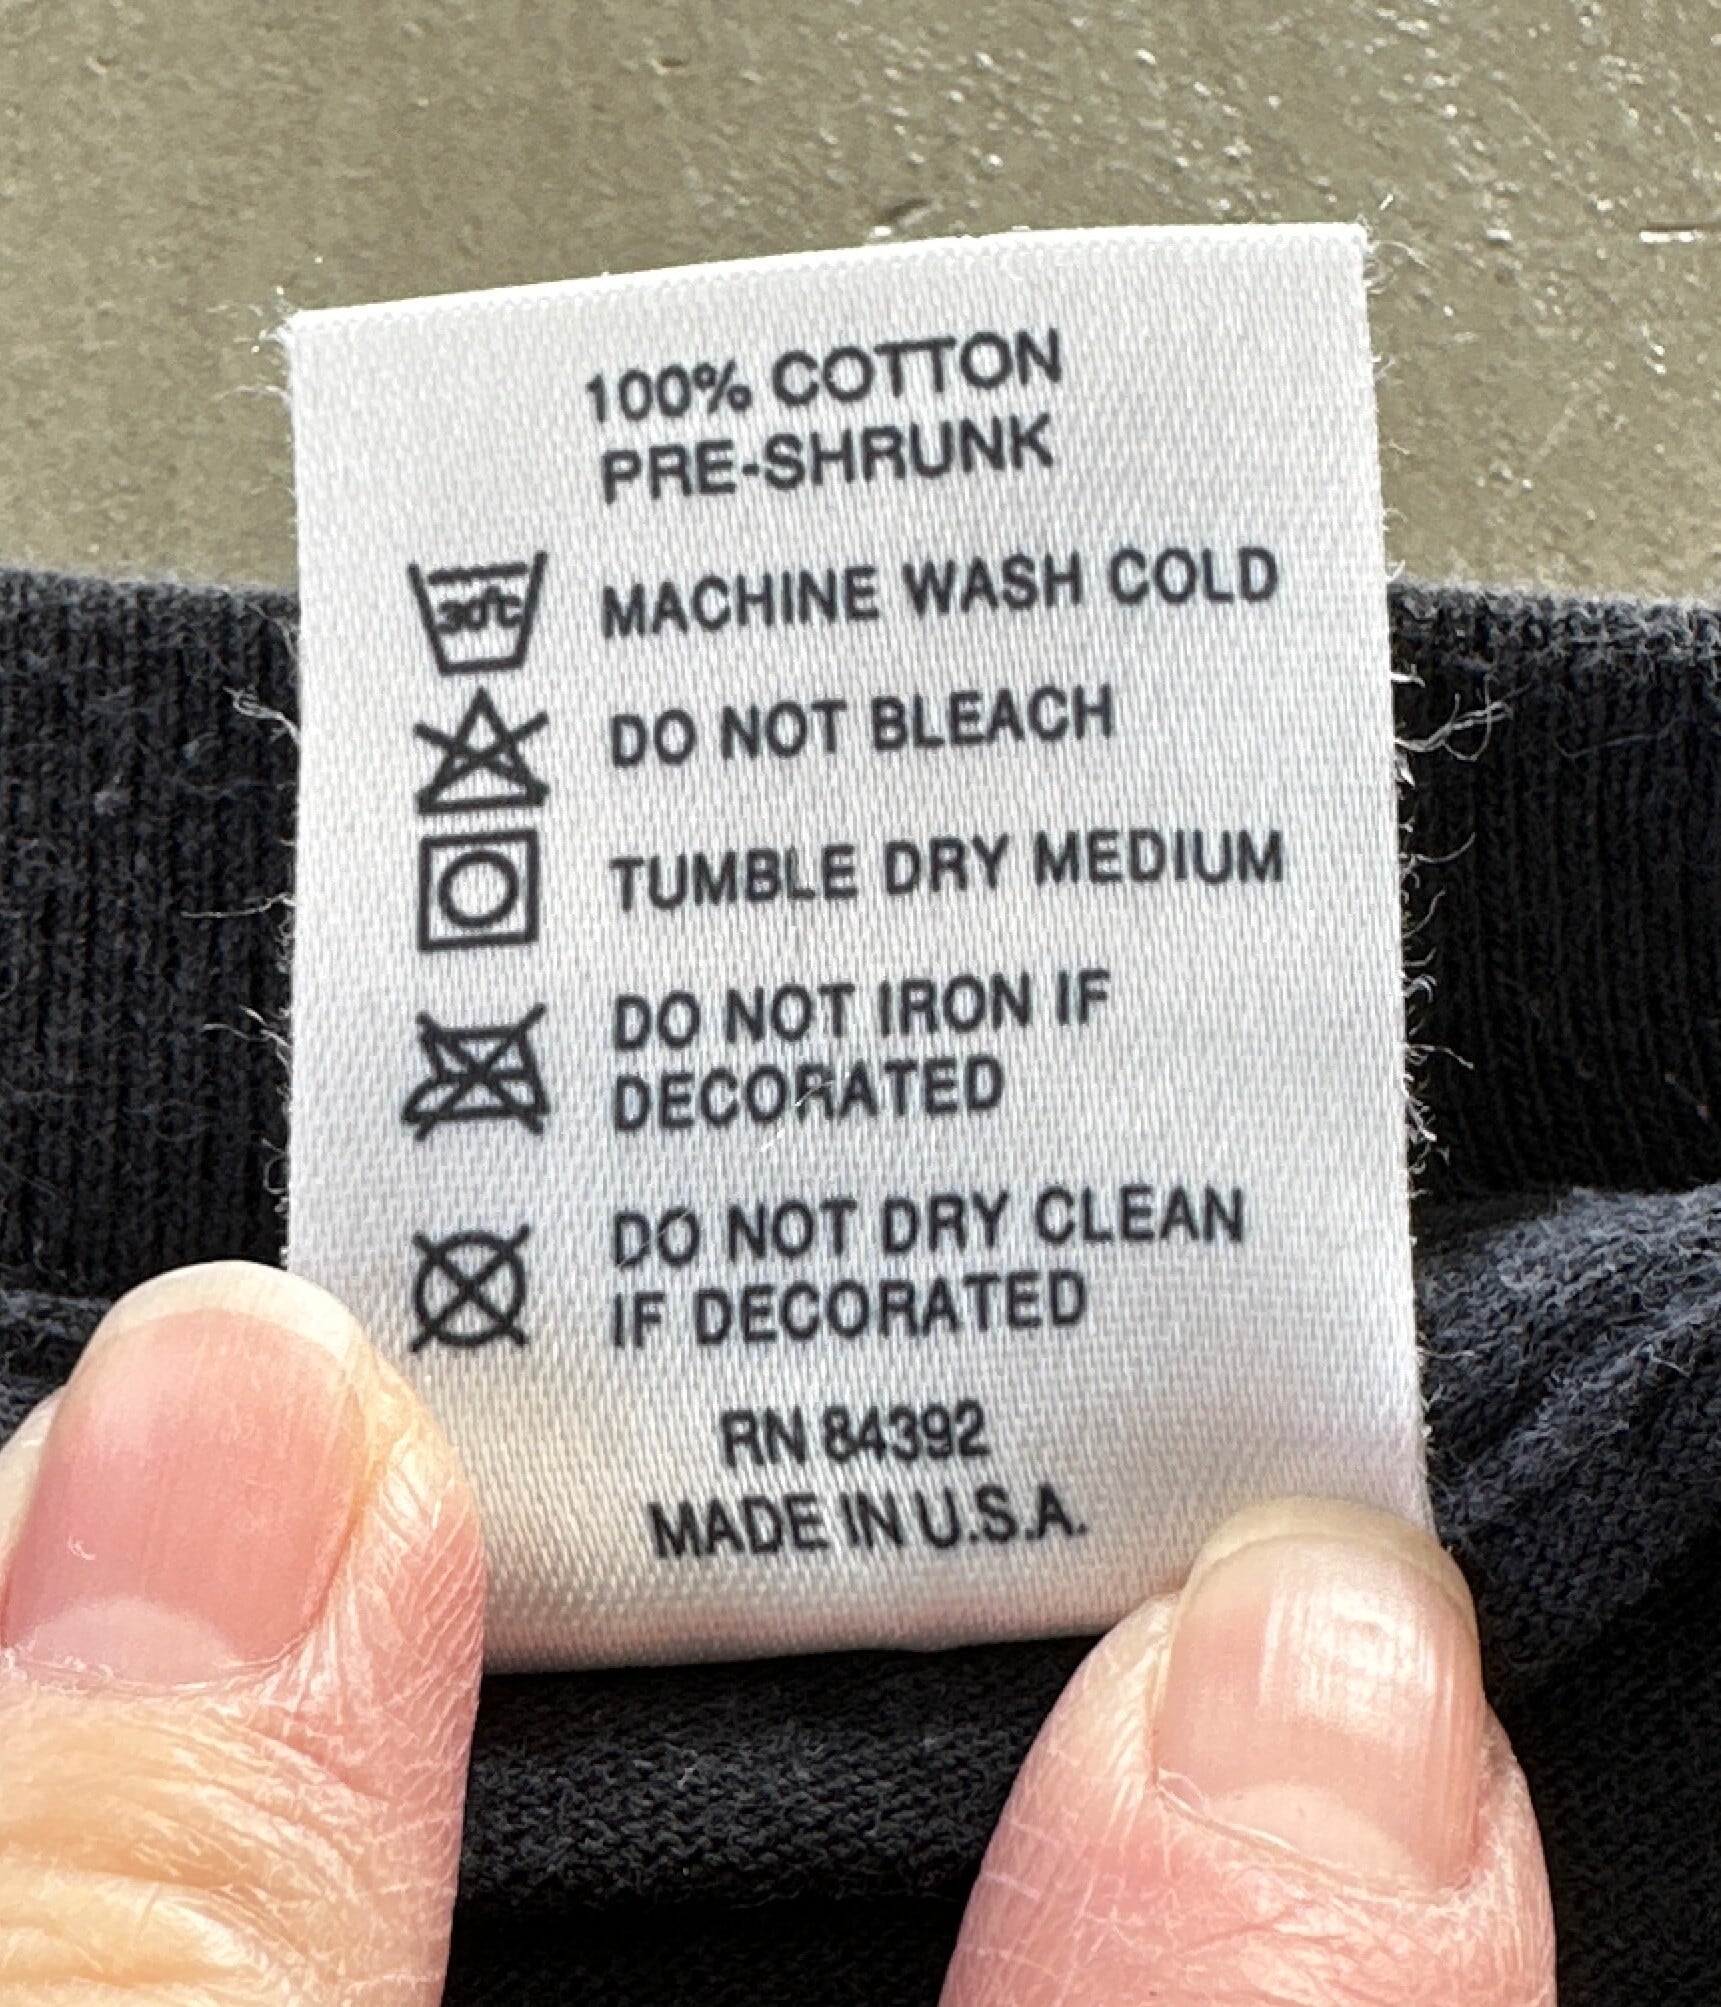 100% COTTON
PRE-SHRUNK
30°C MACHINE WASH COLD
DO NOT BLEACH
TUMBLE DRY MEDIUM
DO NOT IRON IF
DECORATED
DO NOT DRY CLEAN
IF DECORATED
RN 84392
MADE IN U.S.A.